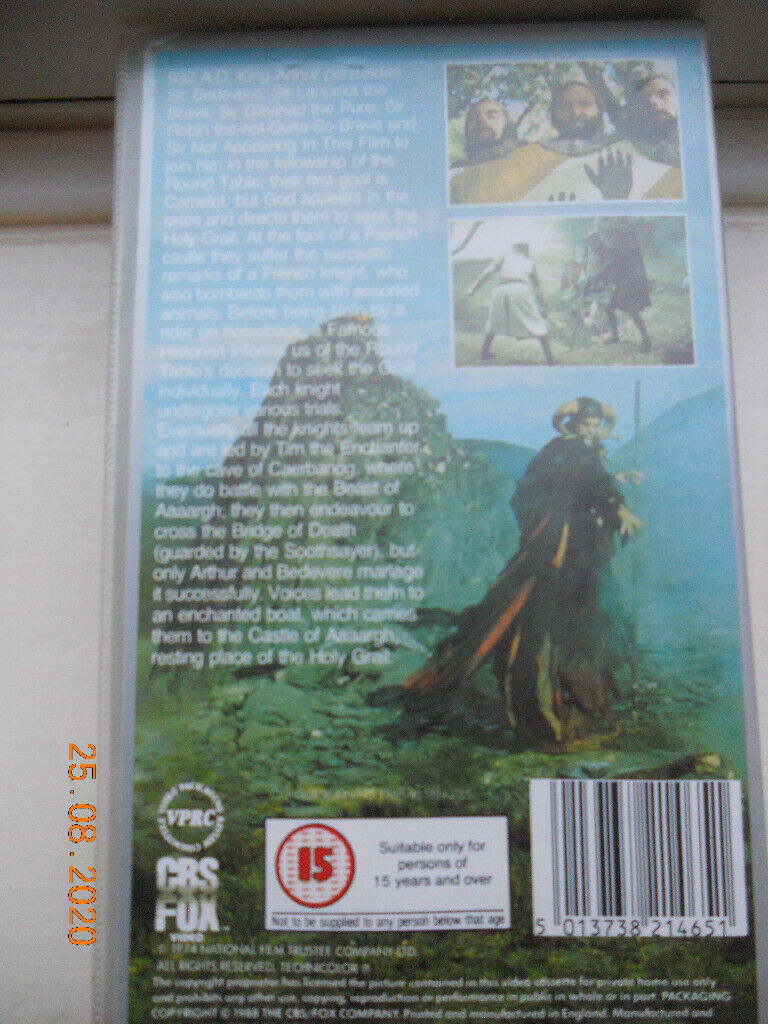 932 A.D. King Arthur persuades
Sir Bedevere, Sir Lancelot the
Brave, Sir Galahad the Pure, Sir
Robin the-not-Quite-So-Brave and
Sir Not Appearing In This Film to
join him in the fellowship of the
Round Table; their first goal is
Camelot, but God appears in the
skies and directs them to seek the
Holy Grail. At the foot of a French
castle they suffer the sarcastic
remarks of a French knight, who
also bombards them with assorted
animals. Before being by a
rider on horseback, a Famous
Historian informs us of the Round
Table's decision to seek the Grail
individually. Each knight
undergoes various trials.
Eventually all the knights team up
and are led by Tim the Enchanter
to the cave of Caerbanog, where
they do battle with the Beast of
Aaaargh; they then endeavour to
cross the Bridge of Death
(guarded by the Soothsayer), but
only Arthur and Bedevere manage
it successfully. Voices lead them to
an enchanted boat, which carries
them to the Castle of Aaaargh,
resting place of the Holy Grail.
VPRC
CBS
FOX
VIDEO
15
Suitable only for
persons of
15 years and over
Not to be supplied to any person below that age
5 013738 214651
© 1974 NATIONAL FILM TRUSTEE COMPANY LTD.
ALL RIGHTS RESERVED. TECHNICOLOR ®
The copyright proprietor has licensed the picture contained in this video cassette for private home use only
and prohibits any other use, copying, reproduction or performance in public in whole or in part. PACKAGING
COPYRIGHT © 1988 THE CBS/FOX COMPANY. Printed and manufactured in England. Manufactured and
25.08.2020